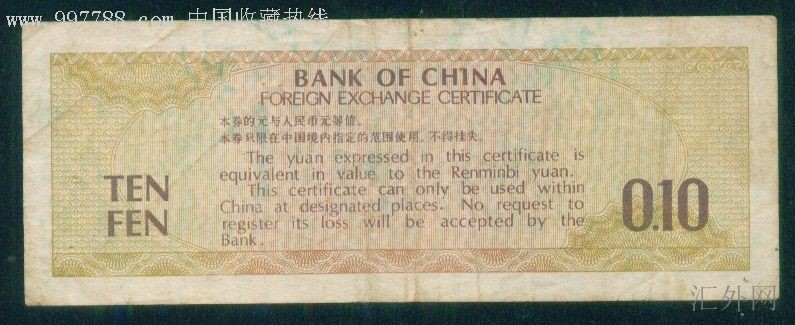 www.997788.com 中国收藏热线
BANK OF CHINA
FOREIGN EXCHANGE CERTIFICATE
本券的元与人民币元等值。
本券只限在中国境内指定的范围使用，不得挂失。
The yuan expressed in this certificate is
equivalent in value to the Renminbi yuan.
This certificate can only be used within
China at designated places. No request to
register its loss will be accepted by the
Bank.
TEN
FEN
0.10
汇外网